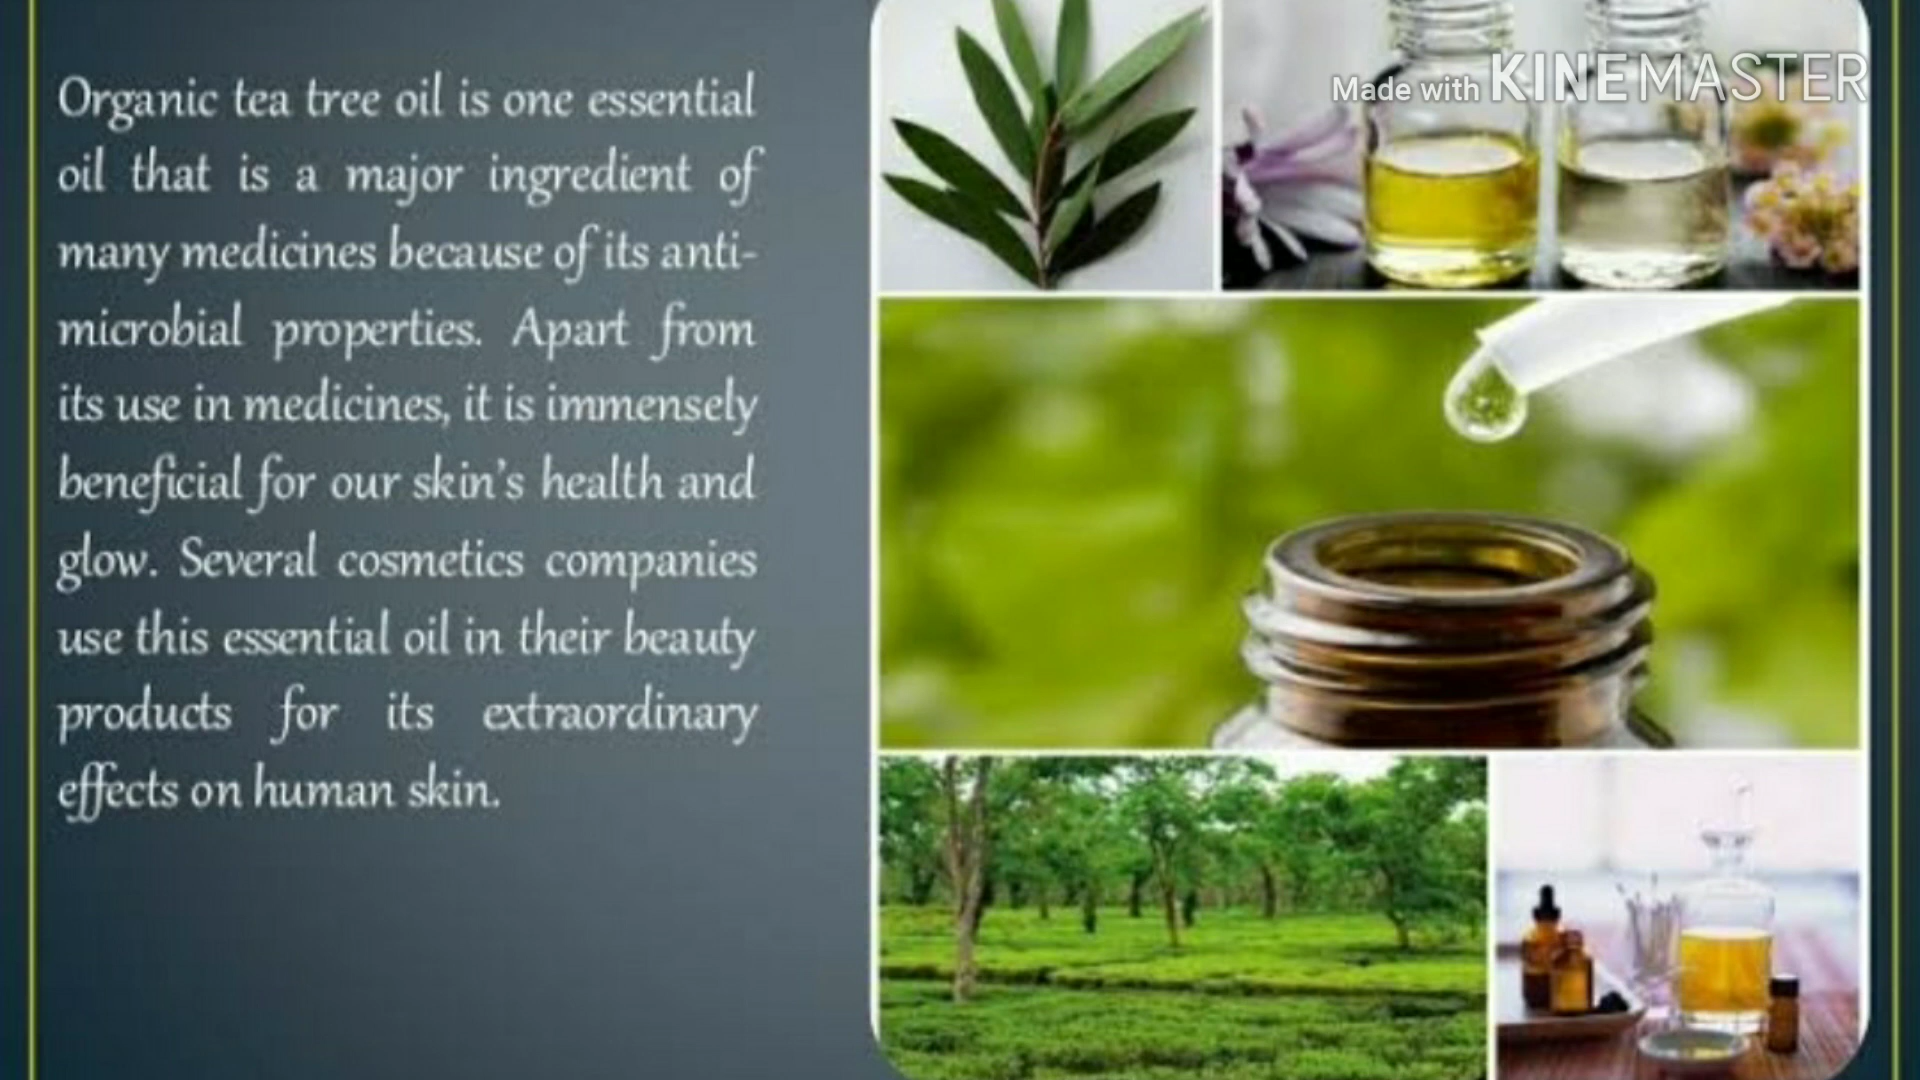 Organic tea tree oil is one essential
oil that is a major ingredient of
many medicines because of its anti-
microbial properties. Apart from
its use in medicines, it is immensely
beneficial for our skin's health and
glow. Several cosmetics companies
use this essential oil in their beauty
products for its extraordinary
effects on human skin.
Made with KINEMASTER